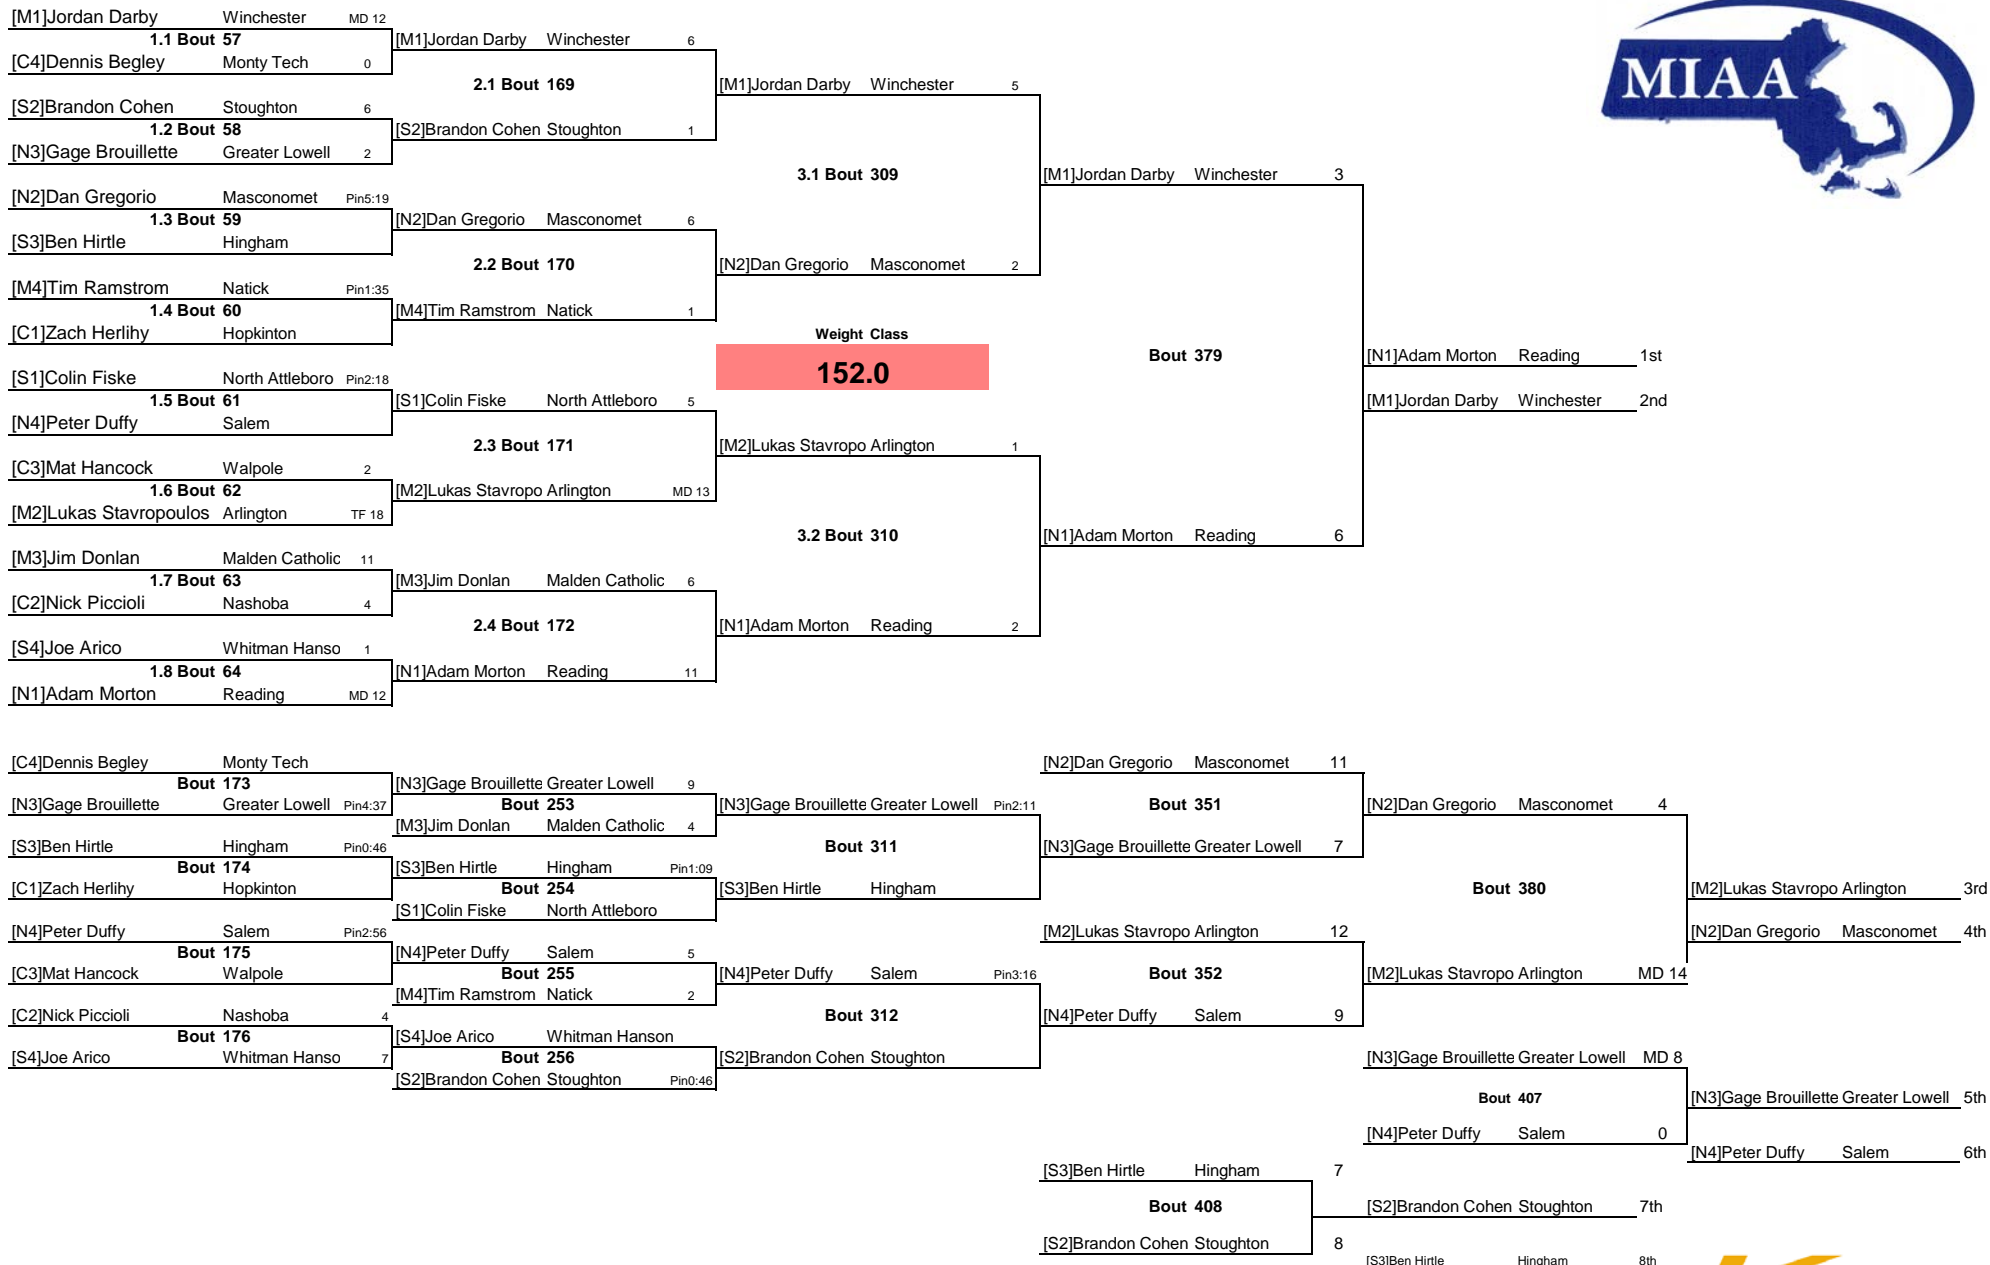 [M1]Jordan Darby Winchester MD 12
1.1 Bout 57
[C4]Dennis Begley Monty Tech 0
[S2]Brandon Cohen Stoughton 6
1.2 Bout 58
[N3]Gage Brouillette Greater Lowell 2
[N2]Dan Gregorio Masconomet Pin5:19
1.3 Bout 59
[S3]Ben Hirtle Hingham
[M4]Tim Ramstrom Natick Pin1:35
1.4 Bout 60
[C1]Zach Herlihy Hopkinton
[S1]Colin Fiske North Attleboro Pin2:18
1.5 Bout 61
[N4]Peter Duffy Salem
[C3]Mat Hancock Walpole 2
1.6 Bout 62
[M2]Lukas Stavropoulos Arlington TF 18
[M3]Jim Donlan Malden Catholic 11
1.7 Bout 63
[C2]Nick Piccioli Nashoba 4
[S4]Joe Arico Whitman Hanso 1
1.8 Bout 64
[N1]Adam Morton Reading MD 12
[M1]Jordan Darby Winchester 6
2.1 Bout 169
[S2]Brandon Cohen Stoughton 1
[N2]Dan Gregorio Masconomet 6
2.2 Bout 170
[M4]Tim Ramstrom Natick 1
[S1]Colin Fiske North Attleboro 5
2.3 Bout 171
[M2]Lukas Stavropo Arlington MD 13
[M3]Jim Donlan Malden Catholic 6
2.4 Bout 172
[N1]Adam Morton Reading 11
[M1]Jordan Darby Winchester 5
3.1 Bout 309
[N2]Dan Gregorio Masconomet 2
Weight Class
152.0
[M2]Lukas Stavropo Arlington 1
3.2 Bout 310
[N1]Adam Morton Reading 2
[M1]Jordan Darby Winchester 3
Bout 379
[N1]Adam Morton Reading 6
[N1]Adam Morton Reading 1st
[M1]Jordan Darby Winchester 2nd
MIAA
[C4]Dennis Begley Monty Tech
Bout 173
[N3]Gage Brouillette Greater Lowell Pin4:37
[S3]Ben Hirtle Hingham Pin0:46
Bout 174
[C1]Zach Herlihy Hopkinton
[N4]Peter Duffy Salem Pin2:56
Bout 175
[C3]Mat Hancock Walpole
[C2]Nick Piccioli Nashoba 4
Bout 176
[S4]Joe Arico Whitman Hanso 7
[N3]Gage Brouillette Greater Lowell 9
Bout 253
[M3]Jim Donlan Malden Catholic 4
[S3]Ben Hirtle Hingham Pin1:09
Bout 254
[S1]Colin Fiske North Attleboro
[N4]Peter Duffy Salem 5
Bout 255
[M4]Tim Ramstrom Natick 2
[S4]Joe Arico Whitman Hanson
Bout 256
[S2]Brandon Cohen Stoughton Pin0:46
[N3]Gage Brouillette Greater Lowell Pin2:11
Bout 311
[S3]Ben Hirtle Hingham
[N4]Peter Duffy Salem Pin3:16
Bout 312
[S2]Brandon Cohen Stoughton
[N2]Dan Gregorio Masconomet 11
Bout 351
[N3]Gage Brouillette Greater Lowell 7
[M2]Lukas Stavropo Arlington 12
Bout 352
[N4]Peter Duffy Salem 9
[N2]Dan Gregorio Masconomet 4
Bout 380
[M2]Lukas Stavropo Arlington MD 14
[M2]Lukas Stavropo Arlington 3rd
[N2]Dan Gregorio Masconomet 4th
[N3]Gage Brouillette Greater Lowell MD 8
Bout 407
[N4]Peter Duffy Salem 0
[N3]Gage Brouillette Greater Lowell 5th
[N4]Peter Duffy Salem 6th
[S3]Ben Hirtle Hingham 7
Bout 408
[S2]Brandon Cohen Stoughton 8
[S2]Brandon Cohen Stoughton 7th
[S3]Ben Hirtle Hingham 8th